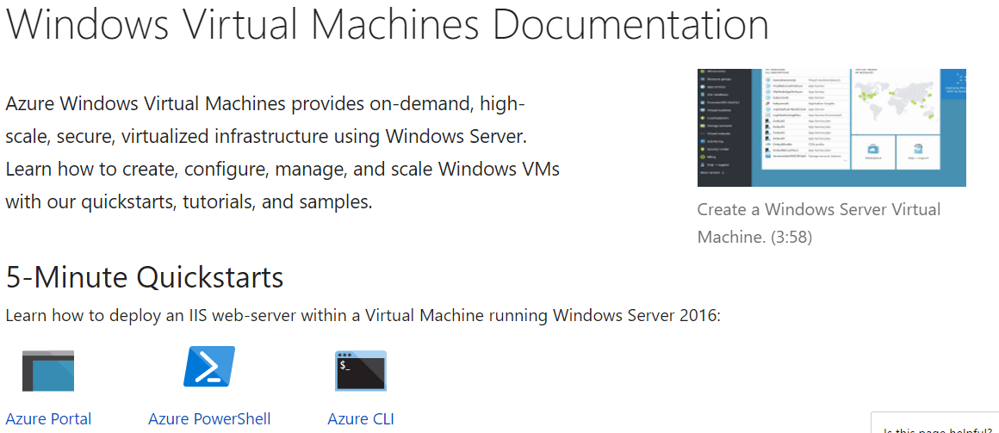 Windows Virtual Machines Documentation
Azure Windows Virtual Machines provides on-demand, high-
scale, secure, virtualized infrastructure using Windows Server.
Learn how to create, configure, manage, and scale Windows VMs
with our quickstarts, tutorials, and samples.
Create a Windows Server Virtual
Machine. (3:58)
5-Minute Quickstarts
Learn how to deploy an IIS web-server within a Virtual Machine running Windows Server 2016:
$_
Azure Portal
Azure PowerShell
Azure CLI
Is this page helpful?